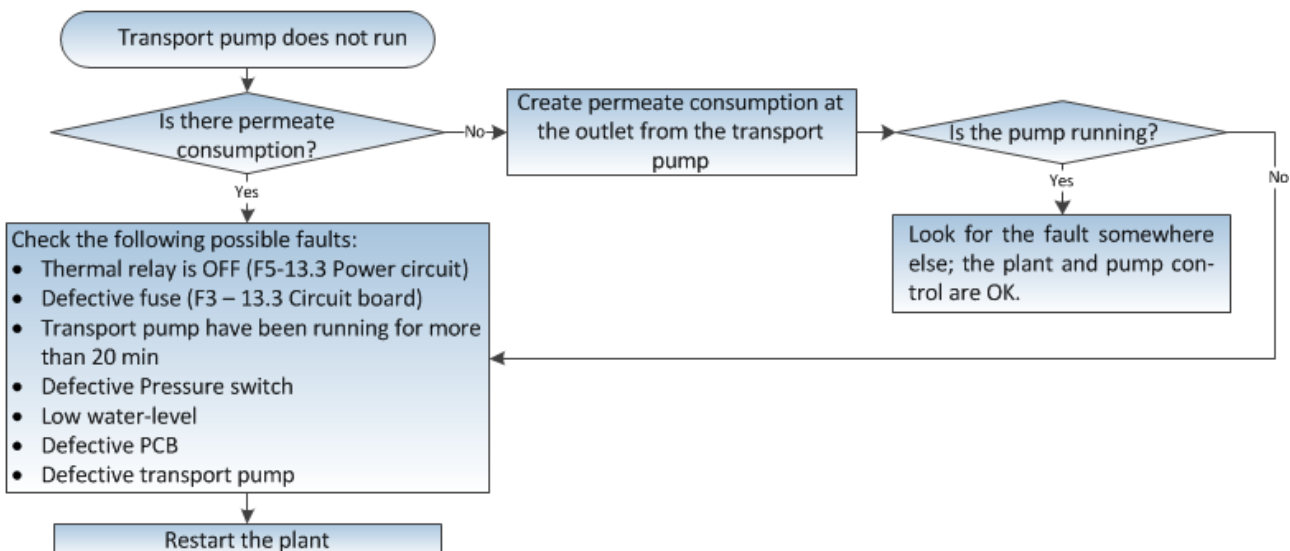 Transport pump does not run
Is there permeate
consumption?
No
Create permeate consumption at
the outlet from the transport
pump
Is the pump running?
No
Yes
Yes
Look for the fault somewhere
else; the plant and pump con-
trol are OK.
Check the following possible faults:
• Thermal relay is OFF (F5-13.3 Power circuit)
• Defective fuse (F3 – 13.3 Circuit board)
• Transport pump have been running for more
than 20 min
• Defective Pressure switch
• Low water-level
• Defective PCB
• Defective transport pump
Restart the plant